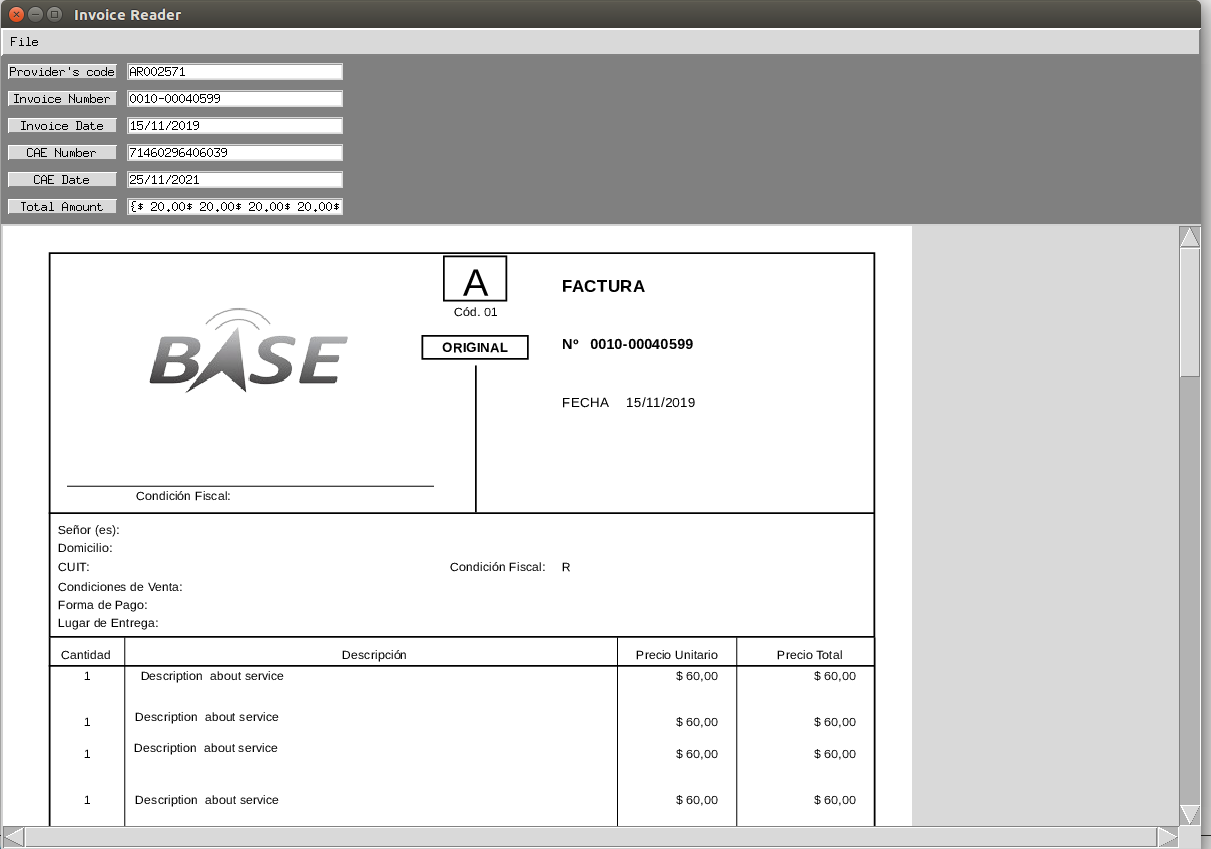 Invoice Reader
File
Provider's code AR002571
Invoice Number 0010-00040599
Invoice Date 15/11/2019
CAE Number 71460296406039
CAE Date 25/11/2021
Total Amount {$ 20.00$ 20.00$ 20.00$ 20.00$
A
Cód. 01
FACTURA
BASE
ORIGINAL
Nº 0010-00040599
FECHA 15/11/2019
Condición Fiscal:
Señor (es):
Domicilio:
CUIT: Condición Fiscal: R
Condiciones de Venta:
Forma de Pago:
Lugar de Entrega:
Cantidad Descripción Precio Unitario Precio Total
1 Description about service $ 60,00 $ 60,00
1 Description about service $ 60,00 $ 60,00
1 Description about service $ 60,00 $ 60,00
1 Description about service $ 60,00 $ 60,00